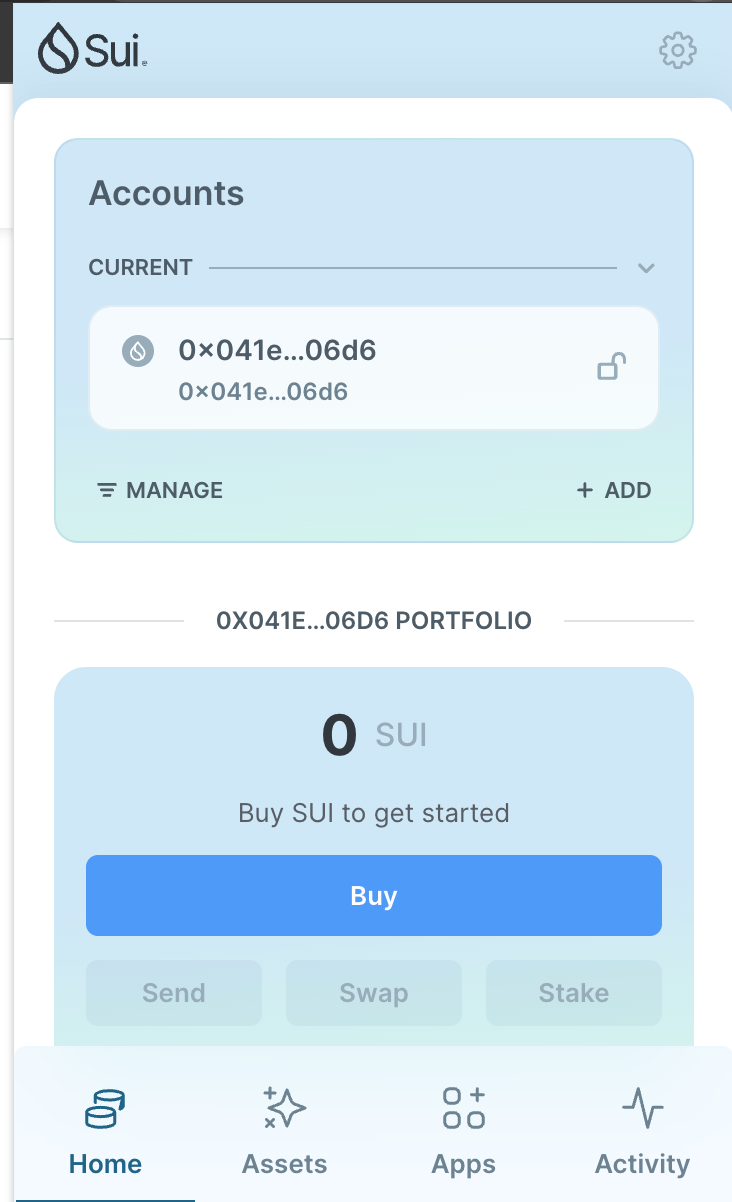 Sui
Accounts
CURRENT
0×041e...06d6
0×041e...06d6
MANAGE
+ ADD
0X041E...06D6 PORTFOLIO
0 SUI
Buy SUI to get started
Buy
Send
Swap
Stake
Home
Assets
Apps
Activity